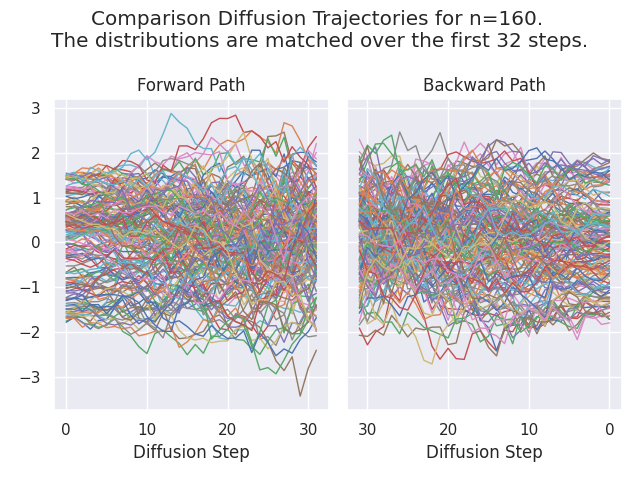 Comparison Diffusion Trajectories for n=160.
The distributions are matched over the first 32 steps.
Forward Path
Backward Path
3
2
1
0
−1
−2
−3
0 10 20 30
30 20 10 0
Diffusion Step
Diffusion Step